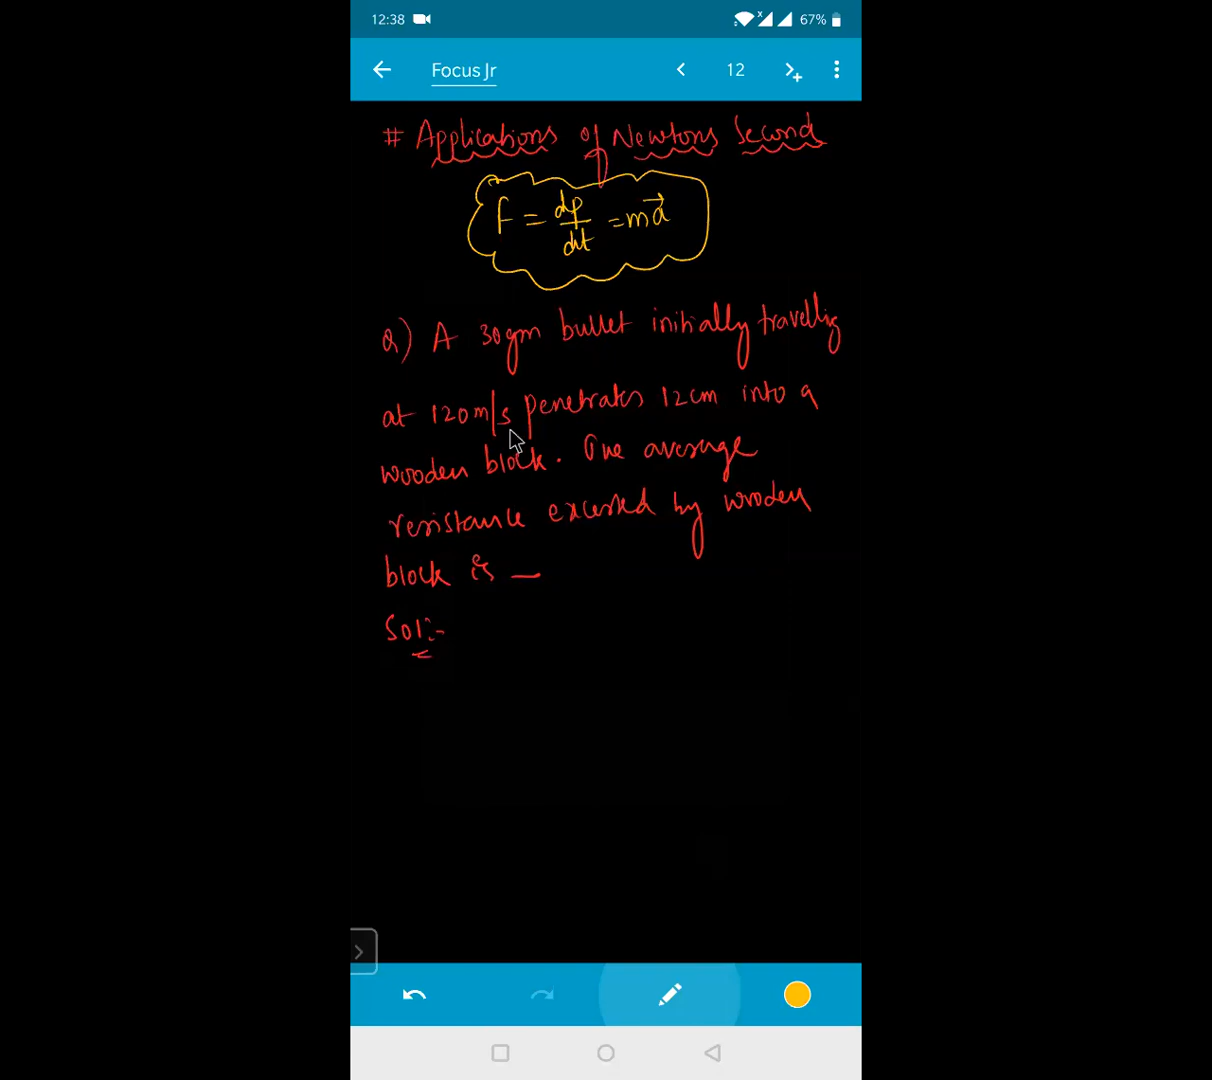 12:38
67%
Focus Jr
12
# Applications of Newtons Second
F = dp/dt = ma⃗
Q) A 30gm bullet initially travelling
at 120m/s penetrates 12cm into a
wooden block. The average
resistance exerted by wooden
block is —
Sol:-